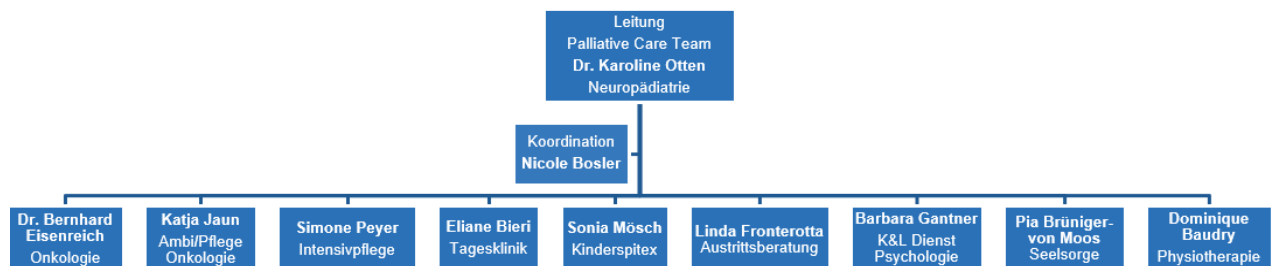 Leitung
Palliative Care Team
Dr. Karoline Otten
Neuropädiatrie
Koordination
Nicole Bosler
Dr. Bernhard
Eisenreich
Onkologie
Katja Jaun
Ambi/Pflege
Onkologie
Simone Peyer
Intensivpflege
Eliane Bieri
Tagesklinik
Sonia Mösch
Kinderspitex
Linda Fronterotta
Austrittsberatung
Barbara Gantner
K&L Dienst
Psychologie
Pia Brüniger-
von Moos
Seelsorge
Dominique
Baudry
Physiotherapie